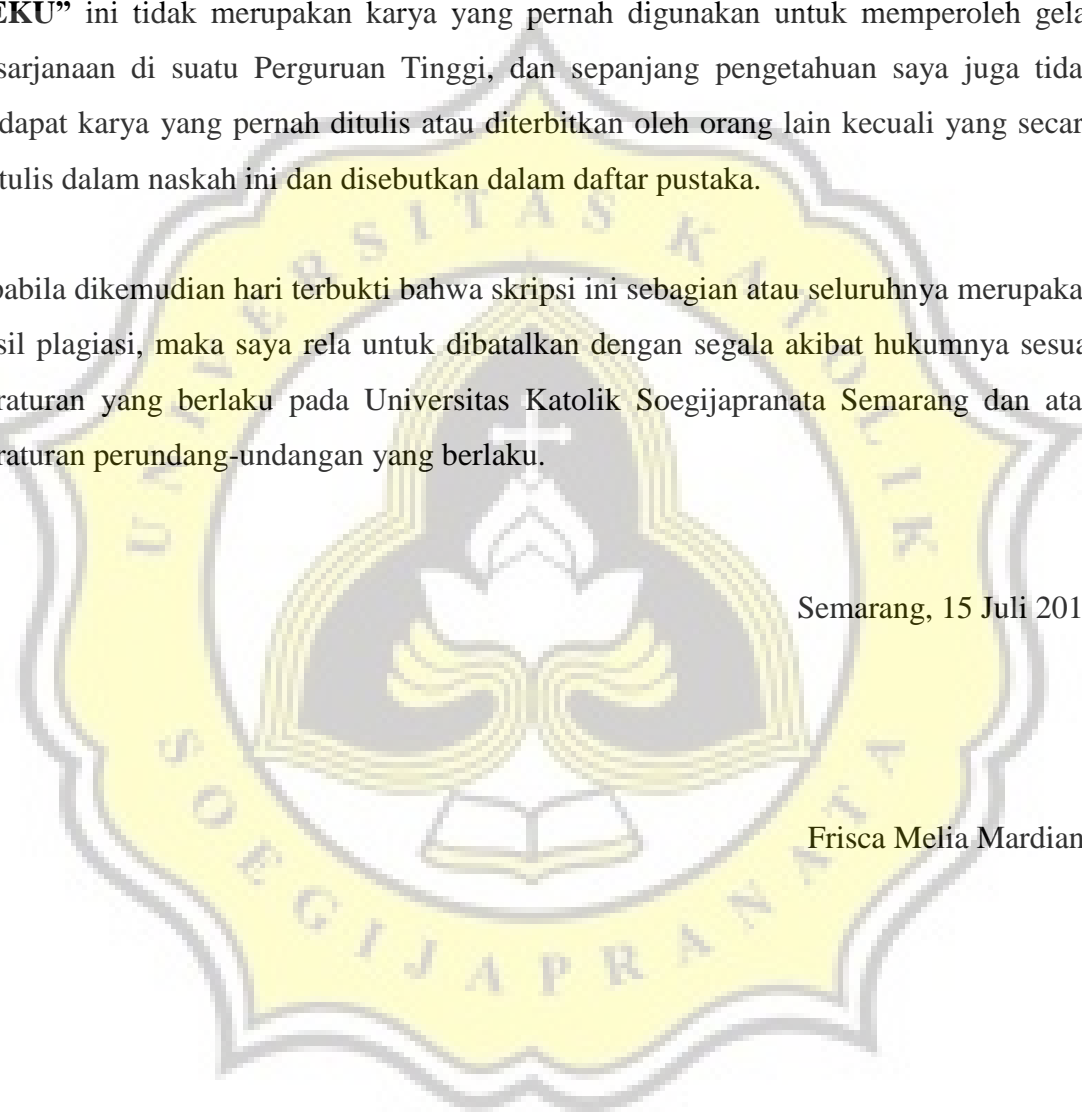 EKU” ini tidak merupakan karya yang pernah digunakan untuk memperoleh gela
sarjanaan di suatu Perguruan Tinggi, dan sepanjang pengetahuan saya juga tida
dapat karya yang pernah ditulis atau diterbitkan oleh orang lain kecuali yang secar
tulis dalam naskah ini dan disebutkan dalam daftar pustaka.
pabila dikemudian hari terbukti bahwa skripsi ini sebagian atau seluruhnya merupaka
sil plagiasi, maka saya rela untuk dibatalkan dengan segala akibat hukumnya sesua
raturan yang berlaku pada Universitas Katolik Soegijapranata Semarang dan ata
raturan perundang-undangan yang berlaku.
Semarang, 15 Juli 201
Frisca Melia Mardian
UNIVERSITAS KATOLIK
SOEGIJAPRANATA